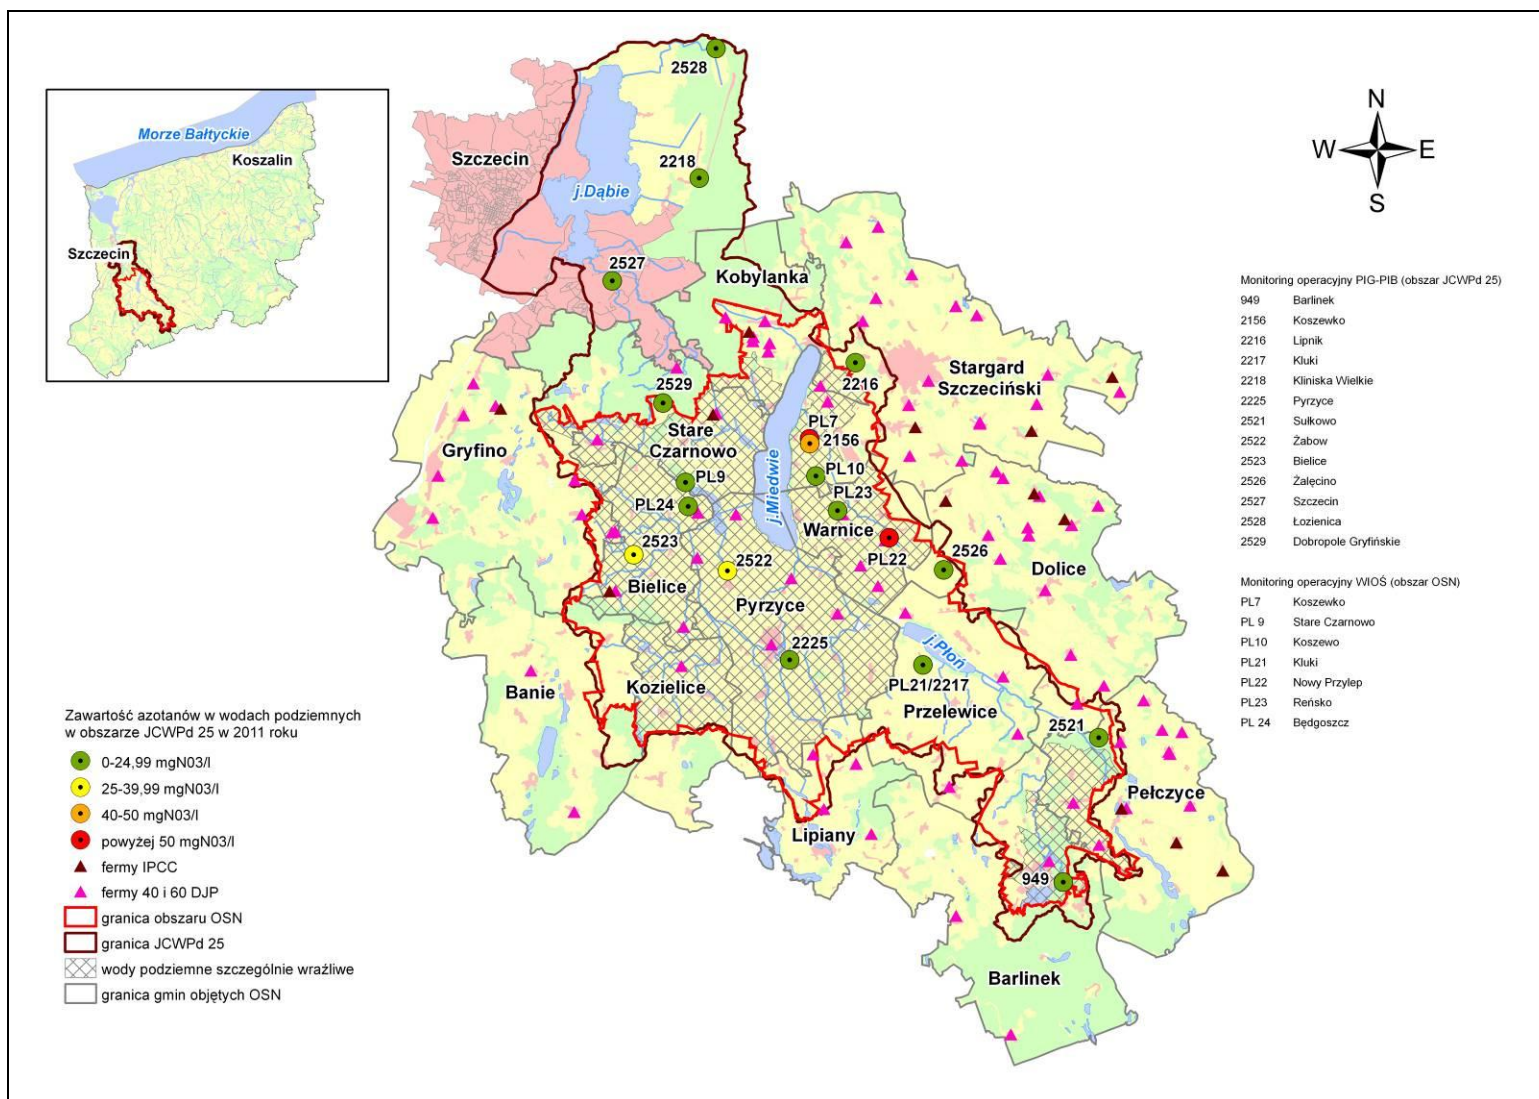 2528
Morze Bałtyckie
Koszalin
Szczecin
Szczecin
2218
j.Dąbie
2527
Kobylanka
N
W
E
S
2216
Stargard
Szczeciński
2529
Stare
Czarnowo
PL7
2156
Gryfino
j.Miedwie
PL9
PL10
PL24
PL23
Warnice
2523
2522
PL22
2526
Dolice
Bielice
Pyrzyce
2225
j.Płoń
PL21/2217
Banie
Kozielice
Przelewice
2521
Pełczyce
Lipiany
949
Barlinek
Monitoring operacyjny PIG-PIB (obszar JCWPd 25)
949 Barlinek
2156 Koszewko
2216 Lipnik
2217 Kluki
2218 Kliniska Wielkie
2225 Pyrzyce
2521 Sułkowo
2522 Żabow
2523 Bielice
2526 Żalęcino
2527 Szczecin
2528 Łozienica
2529 Dobropole Gryfińskie
Monitoring operacyjny WIOŚ (obszar OSN)
PL7 Koszewko
PL 9 Stare Czarnowo
PL10 Koszewo
PL21 Kluki
PL22 Nowy Przylep
PL23 Reńsko
PL 24 Będgoszcz
Zawartość azotanów w wodach podziemnych
w obszarze JCWPd 25 w 2011 roku
0-24,99 mgN03/l
25-39,99 mgN03/l
40-50 mgN03/l
powyżej 50 mgN03/l
fermy IPCC
fermy 40 i 60 DJP
granica obszaru OSN
granica JCWPd 25
wody podziemne szczególnie wrażliwe
granica gmin objętych OSN